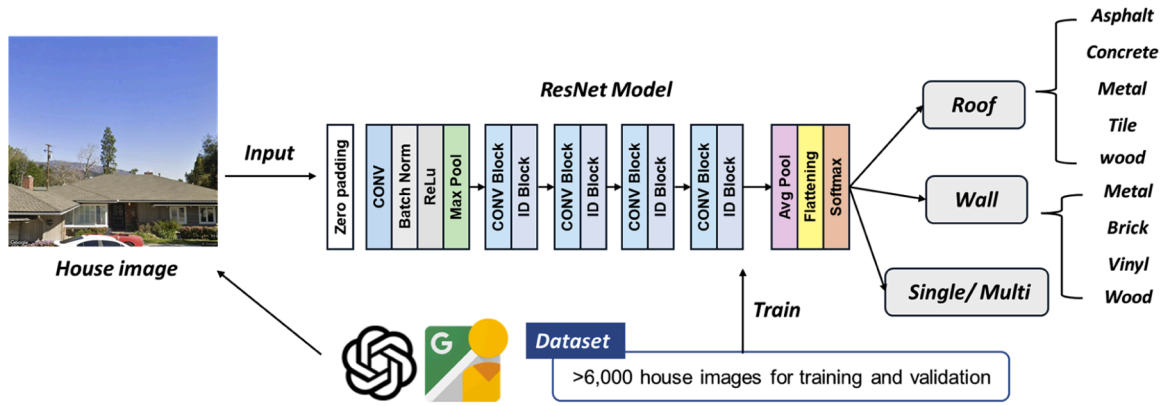 Asphalt
Concrete
Metal
Tile
wood
ResNet Model
Roof
Input
Zero padding
CONV
Batch Norm
ReLu
Max Pool
CONV Block
ID Block
CONV Block
ID Block
CONV Block
ID Block
CONV Block
ID Block
Avg Pool
Flattening
Softmax
Wall
Metal
Brick
Vinyl
Wood
Google
House image
Single/ Multi
Train
G
Dataset
>6,000 house images for training and validation